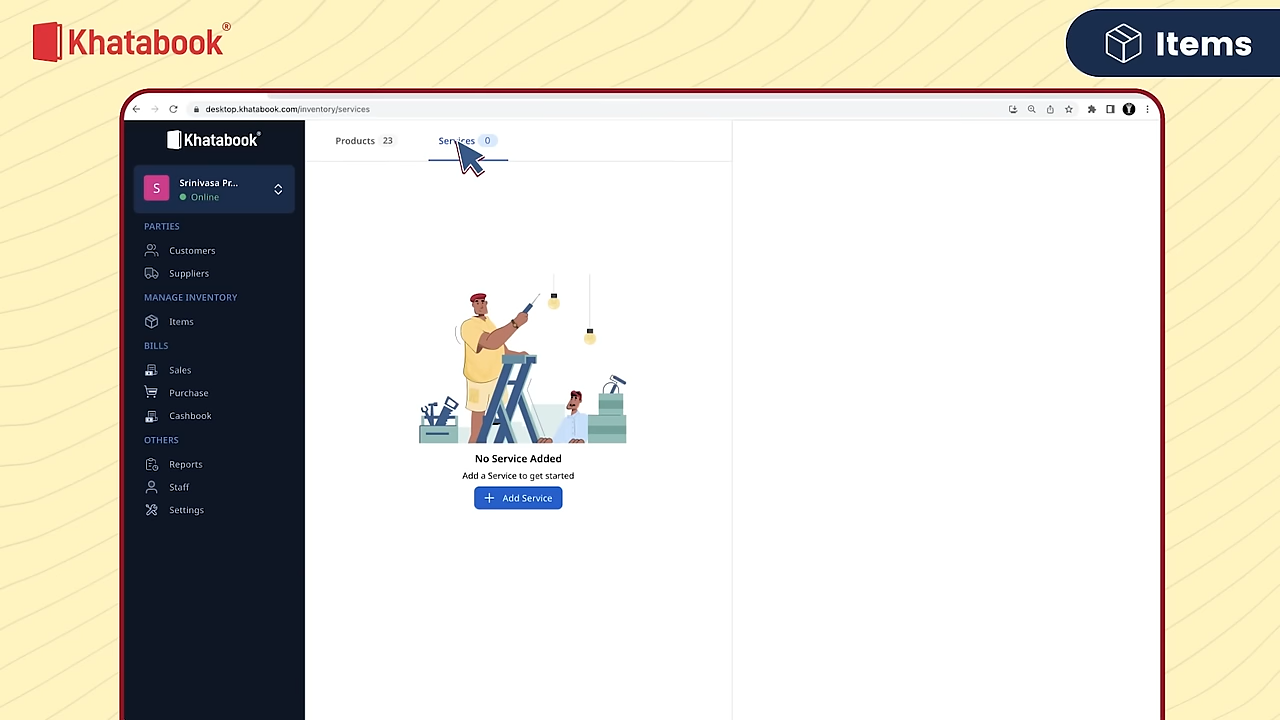 Khatabook®
Items
desktop.khatabook.com/inventory/services
Khatabook®
Products 23
Services 0
S
Srinivasa Pr...
Online
PARTIES
Customers
Suppliers
MANAGE INVENTORY
Items
BILLS
Sales
Purchase
Cashbook
OTHERS
Reports
Staff
Settings
No Service Added
Add a Service to get started
+ Add Service